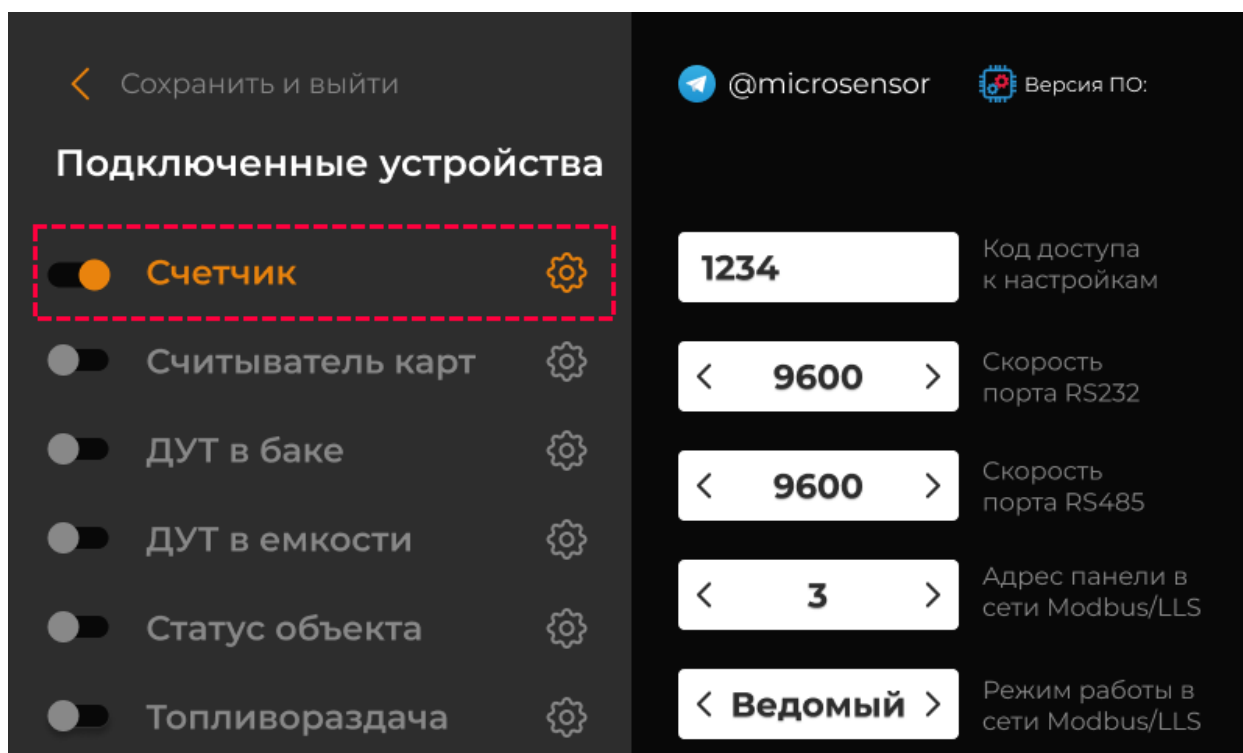 Сохранить и выйти
Подключенные устройства
Счетчик
Считыватель карт
ДУТ в баке
ДУТ в емкости
Статус объекта
Топливораздача
@microsensor
Версия ПО:
1234
Код доступа
к настройкам
9600
Скорость
порта RS232
9600
Скорость
порта RS485
3
Адрес панели в
сети Modbus/LLS
Ведомый
Режим работы в
сети Modbus/LLS